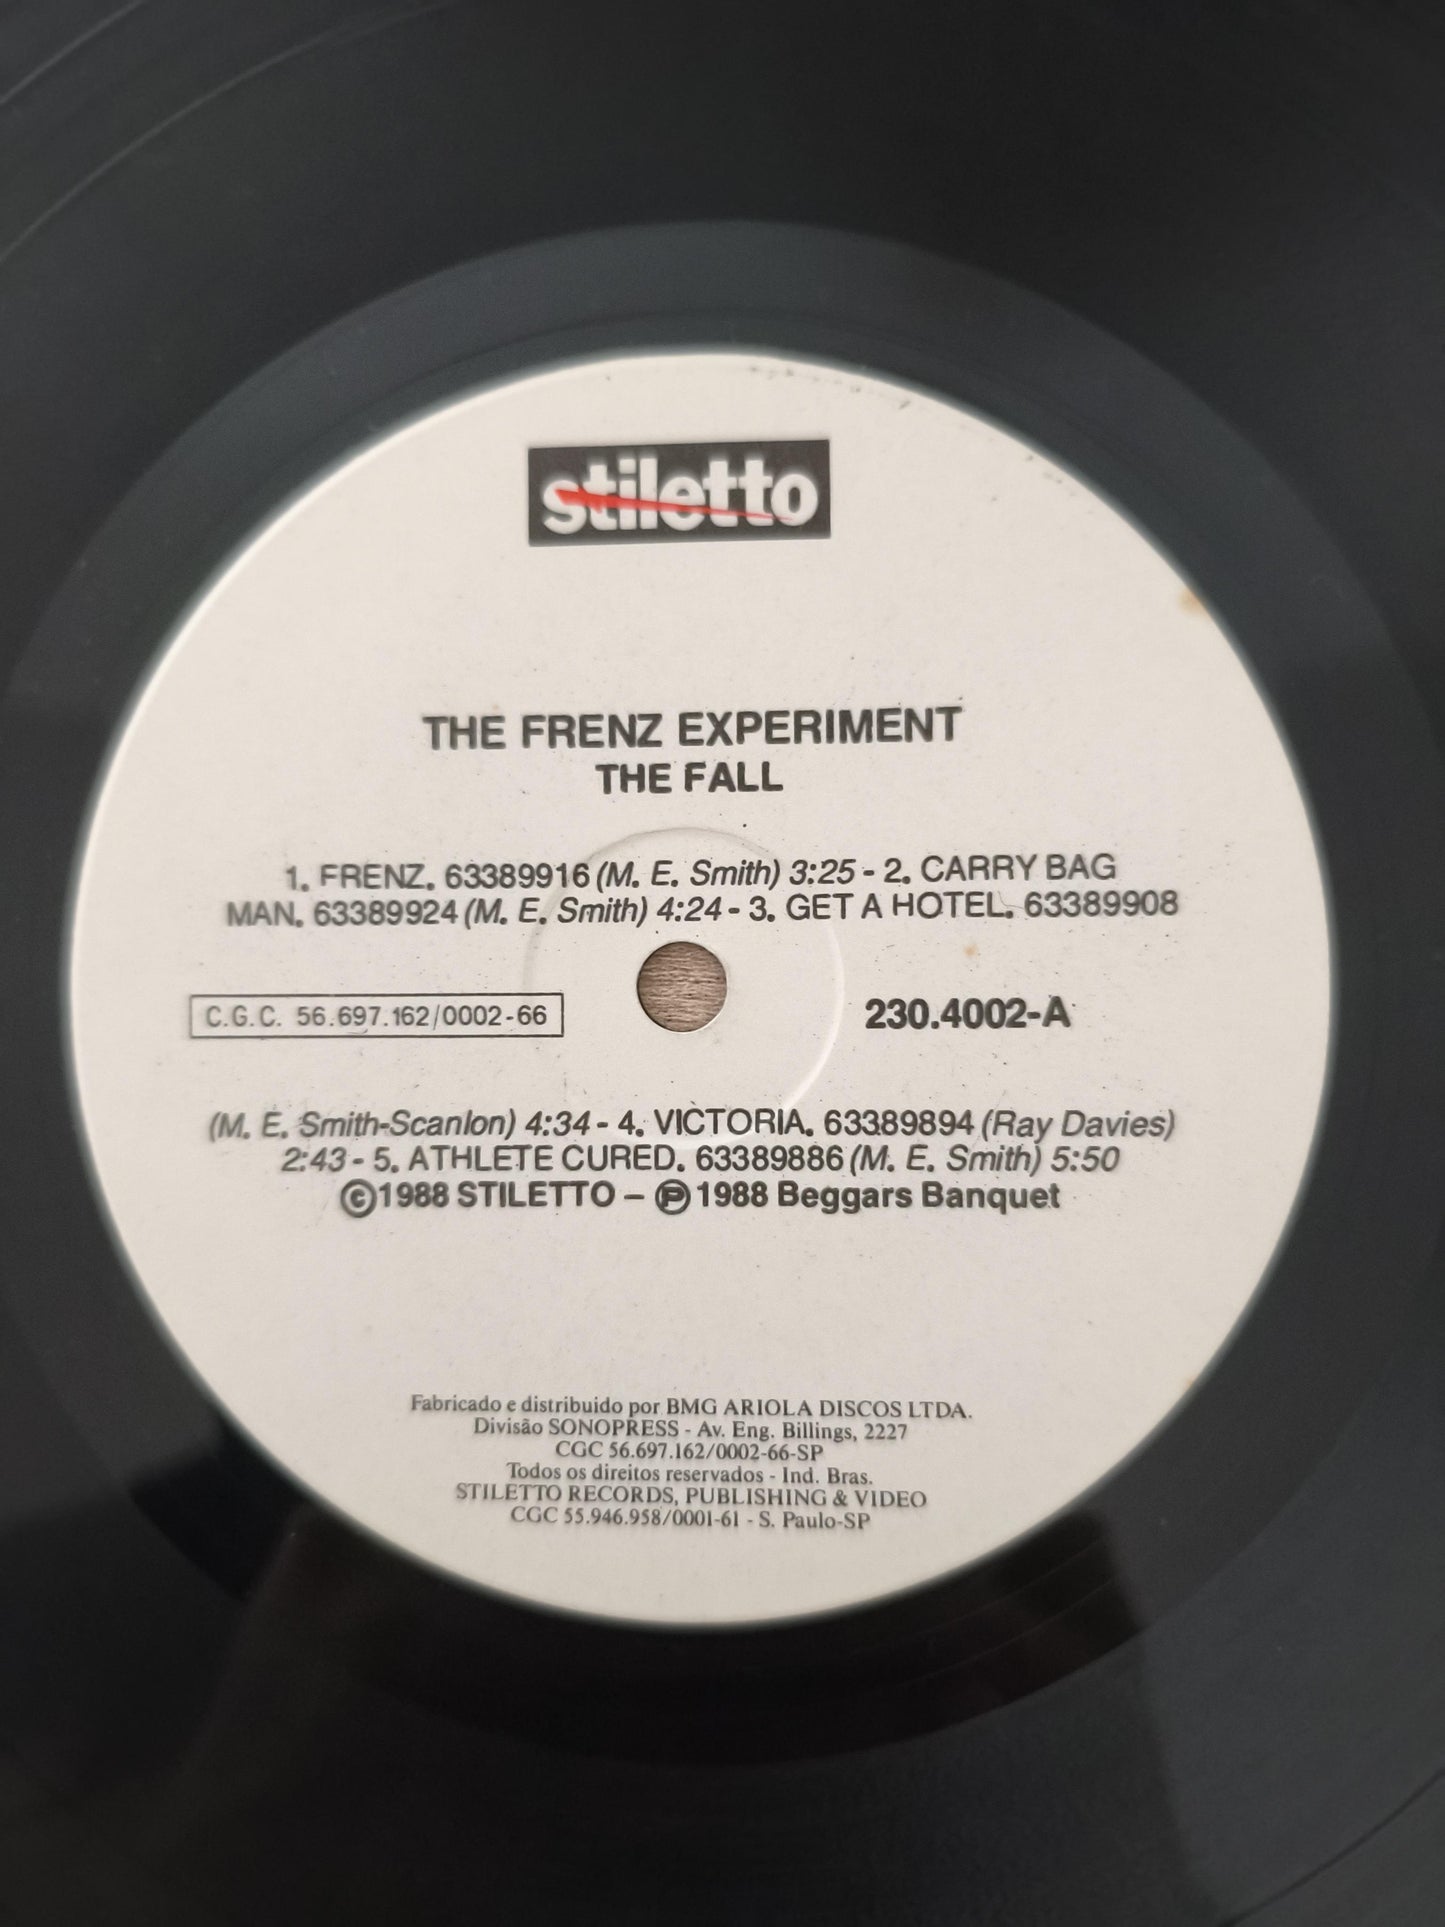 stiletto
THE FRENZ EXPERIMENT
THE FALL
1. FRENZ. 63389916 (M. E. Smith) 3:25 - 2. CARRY BAG
MAN. 63389924 (M. E. Smith) 4:24 - 3. GET A HOTEL. 63389908
C.G.C. 56.697.162/0002-66
230.4002-A
(M. E. Smith-Scanlon) 4:34 - 4. VICTORIA. 63389894 (Ray Davies)
2:43 - 5. ATHLETE CURED. 63389886 (M. E. Smith) 5:50
©1988 STILETTO – ℗ 1988 Beggars Banquet
Fabricado e distribuido por BMG ARIOLA DISCOS LTDA.
Divisão SONOPRESS - Av. Eng. Billings, 2227
CGC 56.697.162/0002-66-SP
Todos os direitos reservados - Ind. Bras.
STILETTO RECORDS, PUBLISHING & VIDEO
CGC 55.946.958/0001-61 - S. Paulo-SP